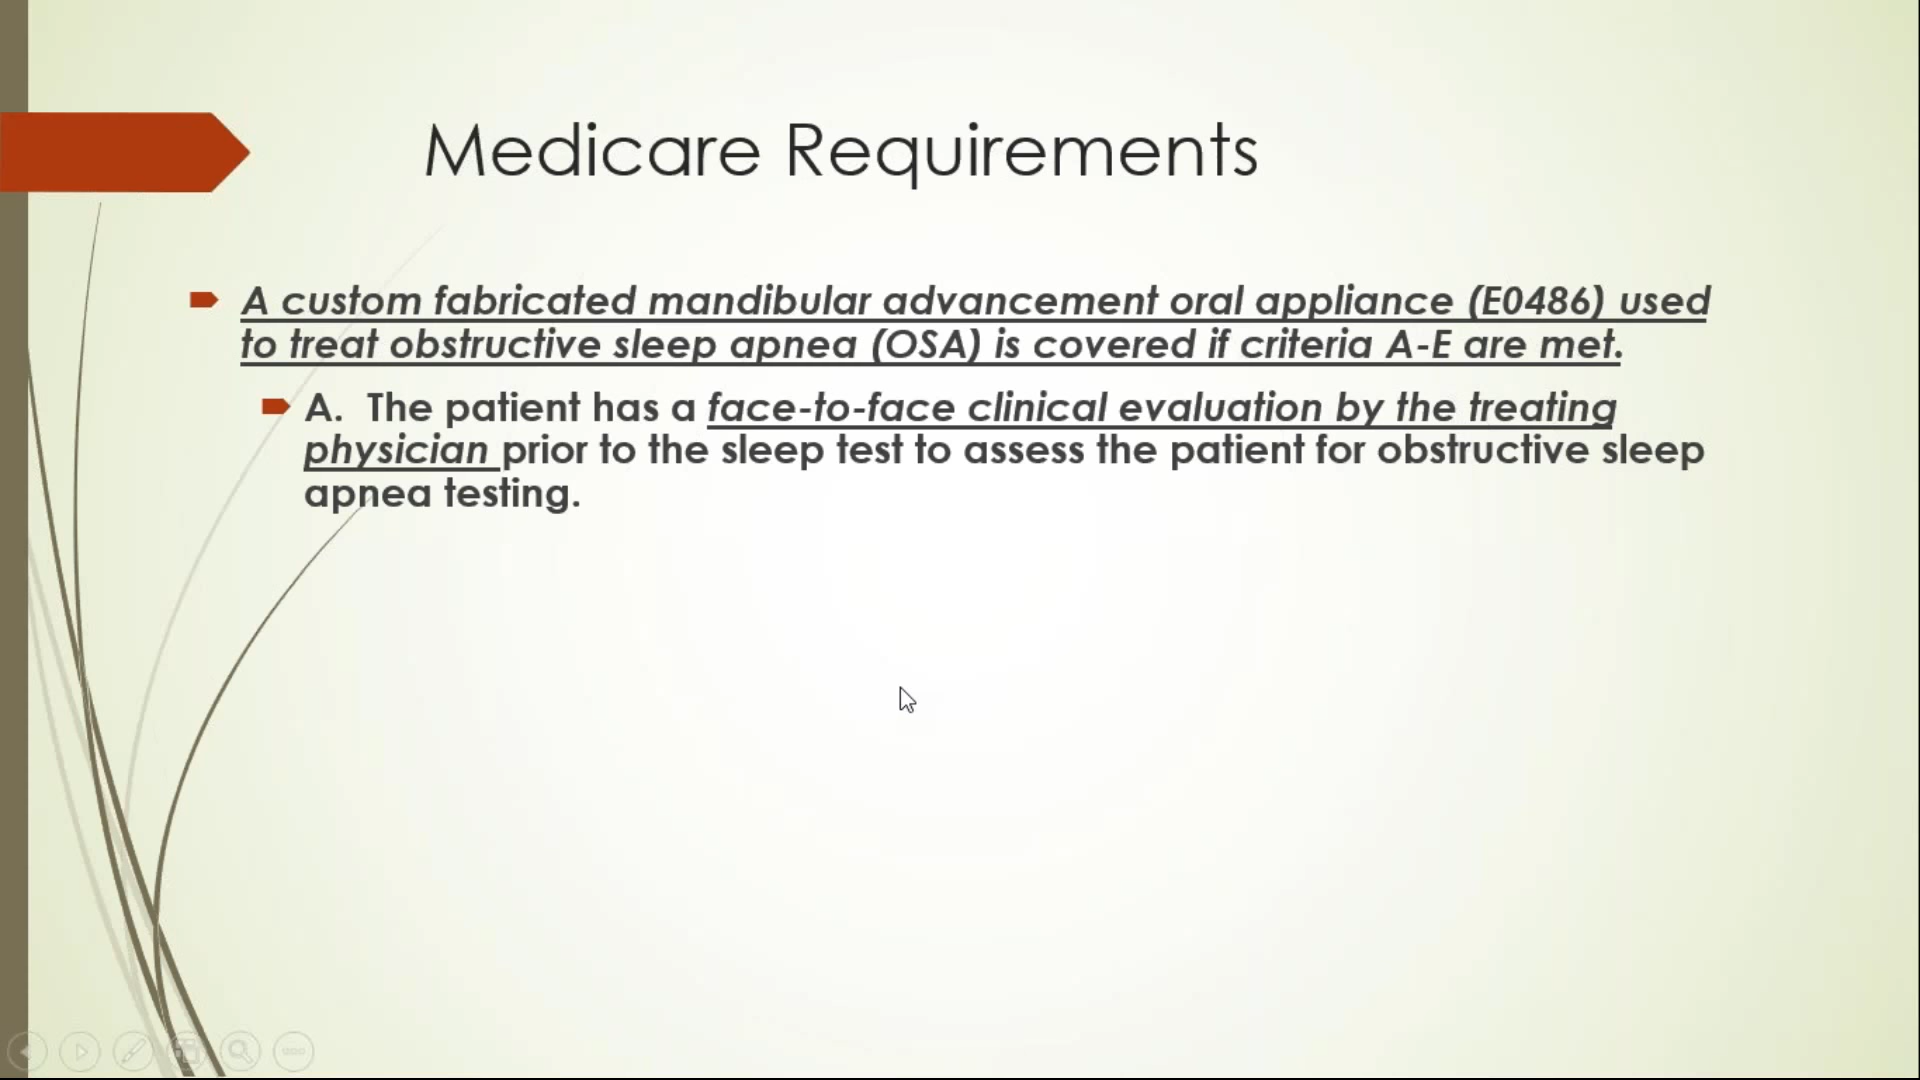 Medicare Requirements
A custom fabricated mandibular advancement oral appliance (E0486) used
to treat obstructive sleep apnea (OSA) is covered if criteria A-E are met.
A. The patient has a face-to-face clinical evaluation by the treating
physician prior to the sleep test to assess the patient for obstructive sleep
apnea testing.